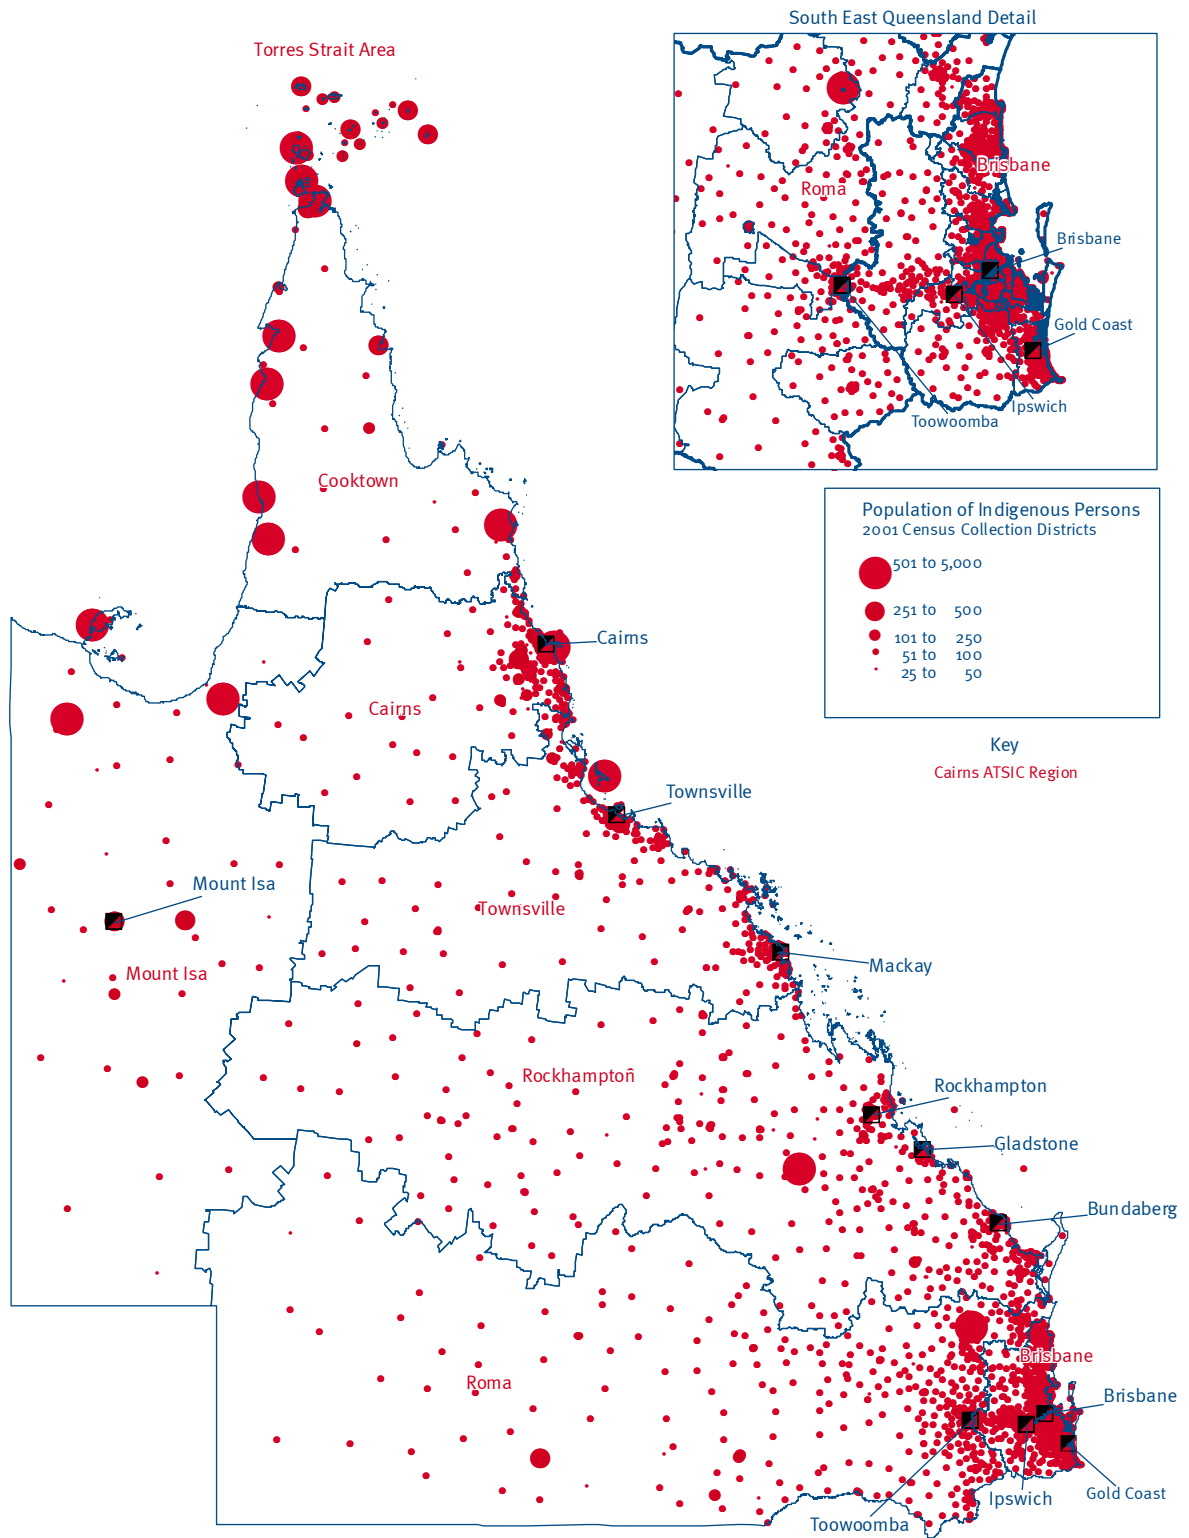 South East Queensland Detail
Torres Strait Area
Brisbane
Roma
Brisbane
Gold Coast
Ipswich
Toowoomba
Cooktown
Population of Indigenous Persons
2001 Census Collection Districts
501 to 5,000
251 to 500
101 to 250
51 to 100
25 to 50
Cairns
Cairns
Key
Cairns ATSIC Region
Townsville
Mount Isa
Townsville
Mackay
Mount Isa
Rockhampton
Rockhampton
Gladstone
Bundaberg
Brisbane
Roma
Brisbane
Gold Coast
Ipswich
Toowoomba